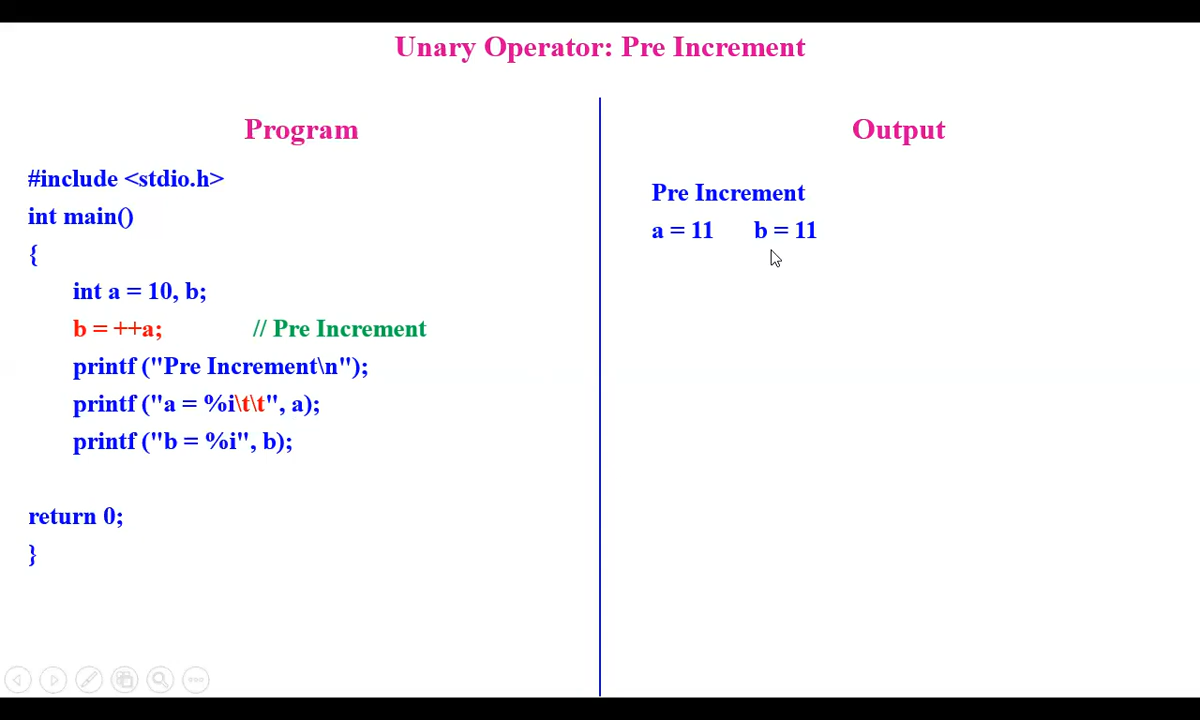 Unary Operator: Pre Increment
Program
#include <stdio.h>
int main()
{
int a = 10, b;
b = ++a; // Pre Increment
printf ("Pre Increment\n");
printf ("a = %i\t\t", a);
printf ("b = %i", b);
return 0;
}
Output
Pre Increment
a = 11 b = 11